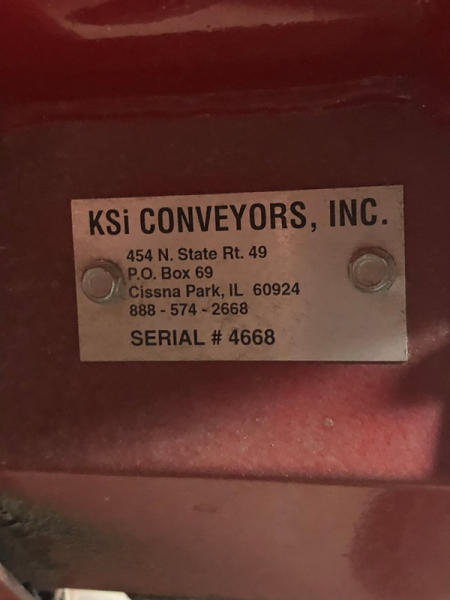 KSi CONVEYORS, INC.
454 N. State Rt. 49
P.O. Box 69
Cissna Park, IL 60924
888 - 574 - 2668
SERIAL # 4668